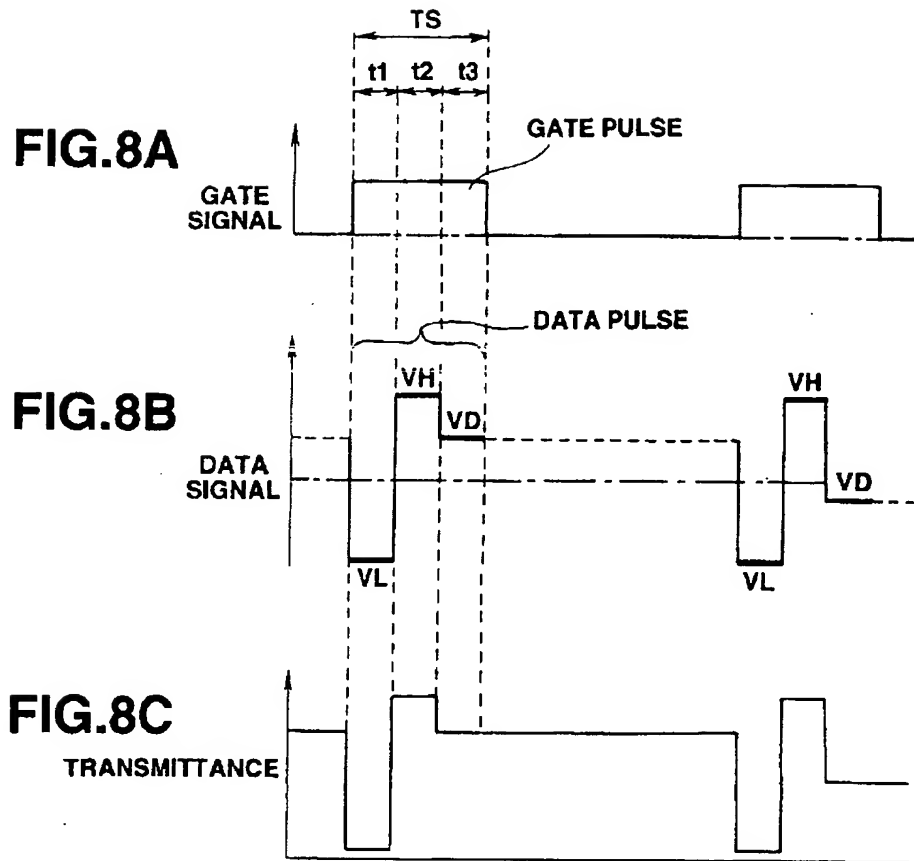 TS
t1 t2 t3
FIG.8A
GATE PULSE
GATE
SIGNAL
DATA PULSE
FIG.8B
VH
VD
VH
DATA
SIGNAL
VD
VL
VL
FIG.8C
TRANSMITTANCE